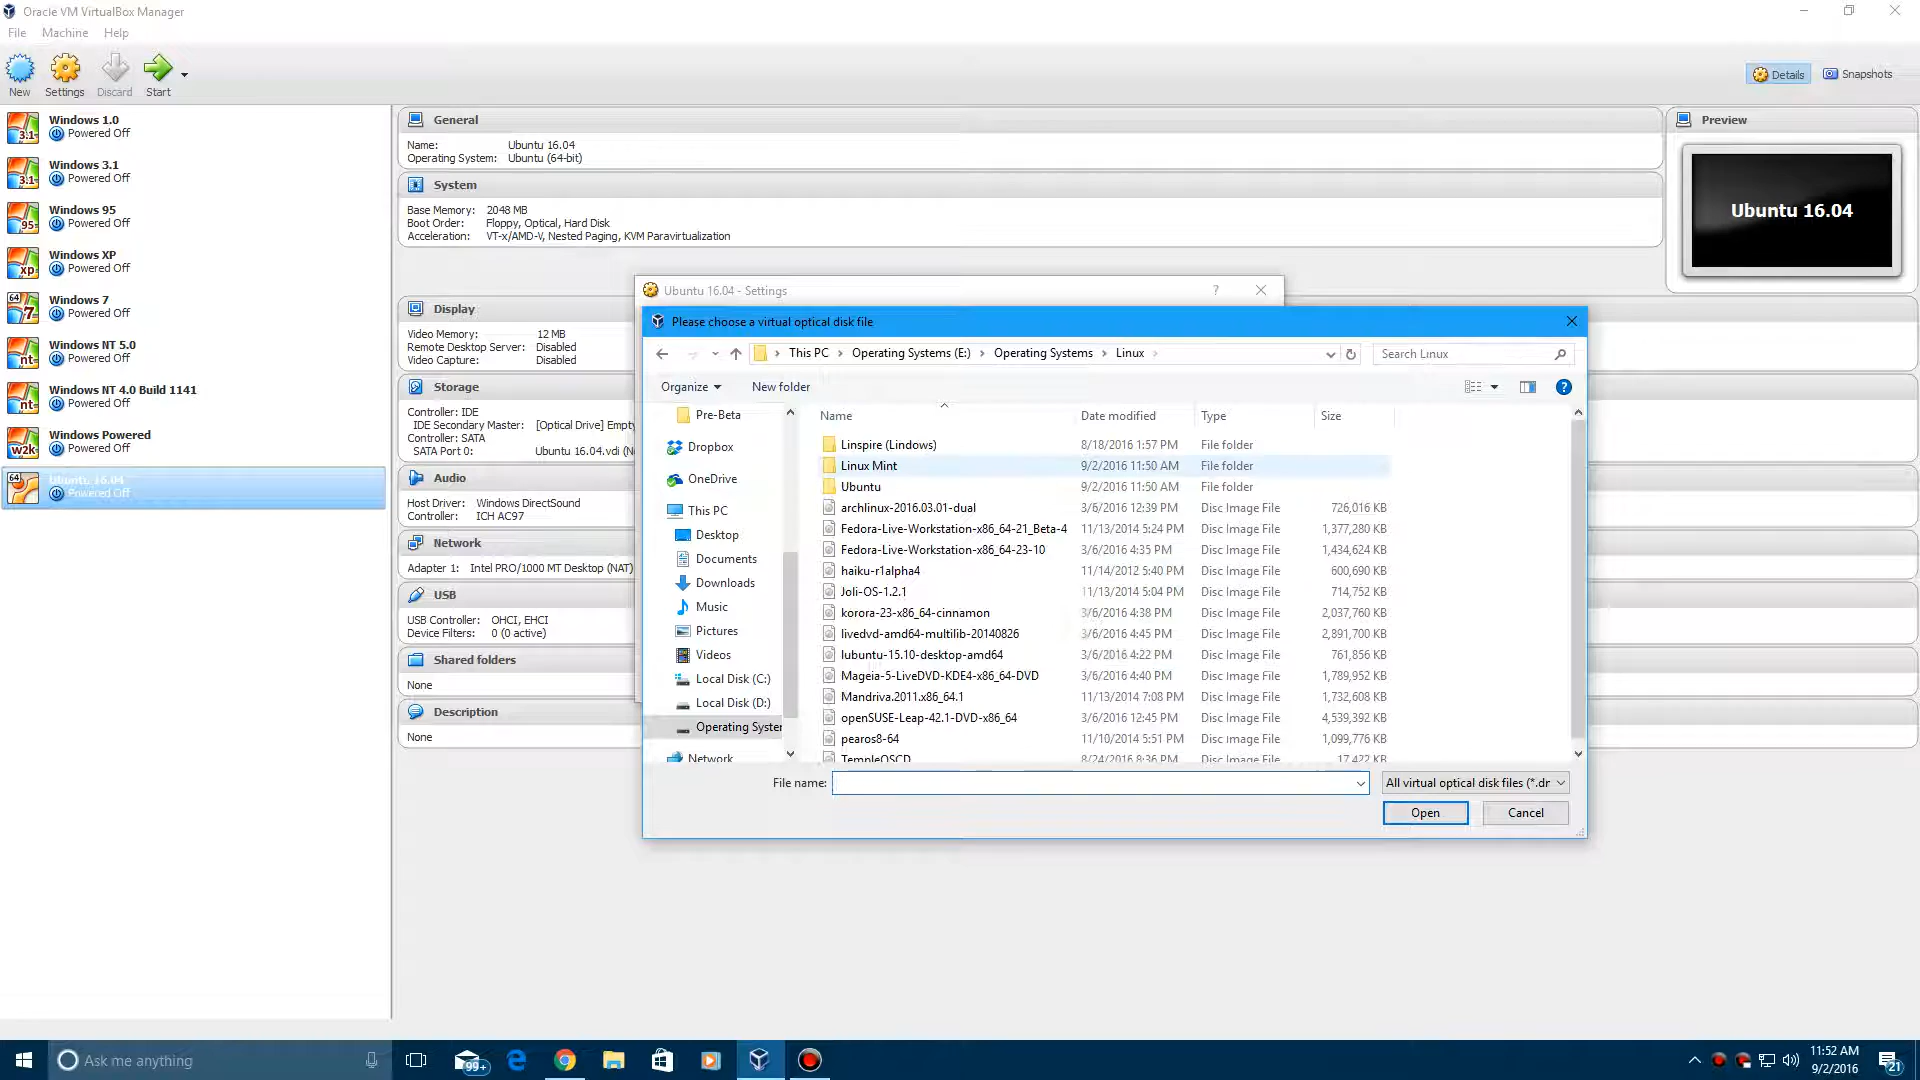 Oracle VM VirtualBox Manager
File Machine Help
New Settings Discard Start
Details Snapshots
Windows 1.0
Powered Off
Windows 3.1
Powered Off
Windows 95
Powered Off
Windows XP
Powered Off
Windows 7
Powered Off
Windows NT 5.0
Powered Off
Windows NT 4.0 Build 1141
Powered Off
Windows Powered
Powered Off
Ubuntu 16.04
Powered Off
General
Name: Ubuntu 16.04
Operating System: Ubuntu (64-bit)
System
Base Memory: 2048 MB
Boot Order: Floppy, Optical, Hard Disk
Acceleration: VT-x/AMD-V, Nested Paging, KVM Paravirtualization
Display
Video Memory: 12 MB
Remote Desktop Server: Disabled
Video Capture: Disabled
Storage
Controller: IDE
IDE Secondary Master: [Optical Drive] Empty
Controller: SATA
SATA Port 0: Ubuntu 16.04.vdi (N
Audio
Host Driver: Windows DirectSound
Controller: ICH AC97
Network
Adapter 1: Intel PRO/1000 MT Desktop (NAT)
USB
USB Controller: OHCI, EHCI
Device Filters: 0 (0 active)
Shared folders
None
Description
None
Preview
Ubuntu 16.04
Ubuntu 16.04 - Settings ?
Please choose a virtual optical disk file
This PC Operating Systems (E:) Operating Systems Linux
Search Linux
Organize New folder
Pre-Beta
Dropbox
OneDrive
This PC
Desktop
Documents
Downloads
Music
Pictures
Videos
Local Disk (C:)
Local Disk (D:)
Operating Syster
Network
Name Date modified Type Size
Linspire (Lindows) 8/18/2016 1:57 PM File folder
Linux Mint 9/2/2016 11:50 AM File folder
Ubuntu 9/2/2016 11:50 AM File folder
archlinux-2016.03.01-dual 3/6/2016 12:39 PM Disc Image File 726,016 KB
Fedora-Live-Workstation-x86_64-21_Beta-4 11/13/2014 5:24 PM Disc Image File 1,377,280 KB
Fedora-Live-Workstation-x86_64-23-10 3/6/2016 4:35 PM Disc Image File 1,434,624 KB
haiku-r1alpha4 11/14/2012 5:40 PM Disc Image File 600,690 KB
Joli-OS-1.2.1 11/13/2014 5:04 PM Disc Image File 714,752 KB
korora-23-x86_64-cinnamon 3/6/2016 4:38 PM Disc Image File 2,037,760 KB
livedvd-amd64-multilib-20140826 3/6/2016 4:45 PM Disc Image File 2,891,700 KB
lubuntu-15.10-desktop-amd64 3/6/2016 4:22 PM Disc Image File 761,856 KB
Mageia-5-LiveDVD-KDE4-x86_64-DVD 3/6/2016 4:40 PM Disc Image File 1,789,952 KB
Mandriva.2011.x86_64.1 11/13/2014 7:08 PM Disc Image File 1,732,608 KB
openSUSE-Leap-42.1-DVD-x86_64 3/6/2016 12:45 PM Disc Image File 4,539,392 KB
pearos8-64 11/10/2014 5:51 PM Disc Image File 1,099,776 KB
TempleOSCD 8/24/2016 8:36 PM Disc Image File 17,422 KB
File name: All virtual optical disk files (*.dr
Open Cancel
Ask me anything
99+
11:52 AM
9/2/2016
21